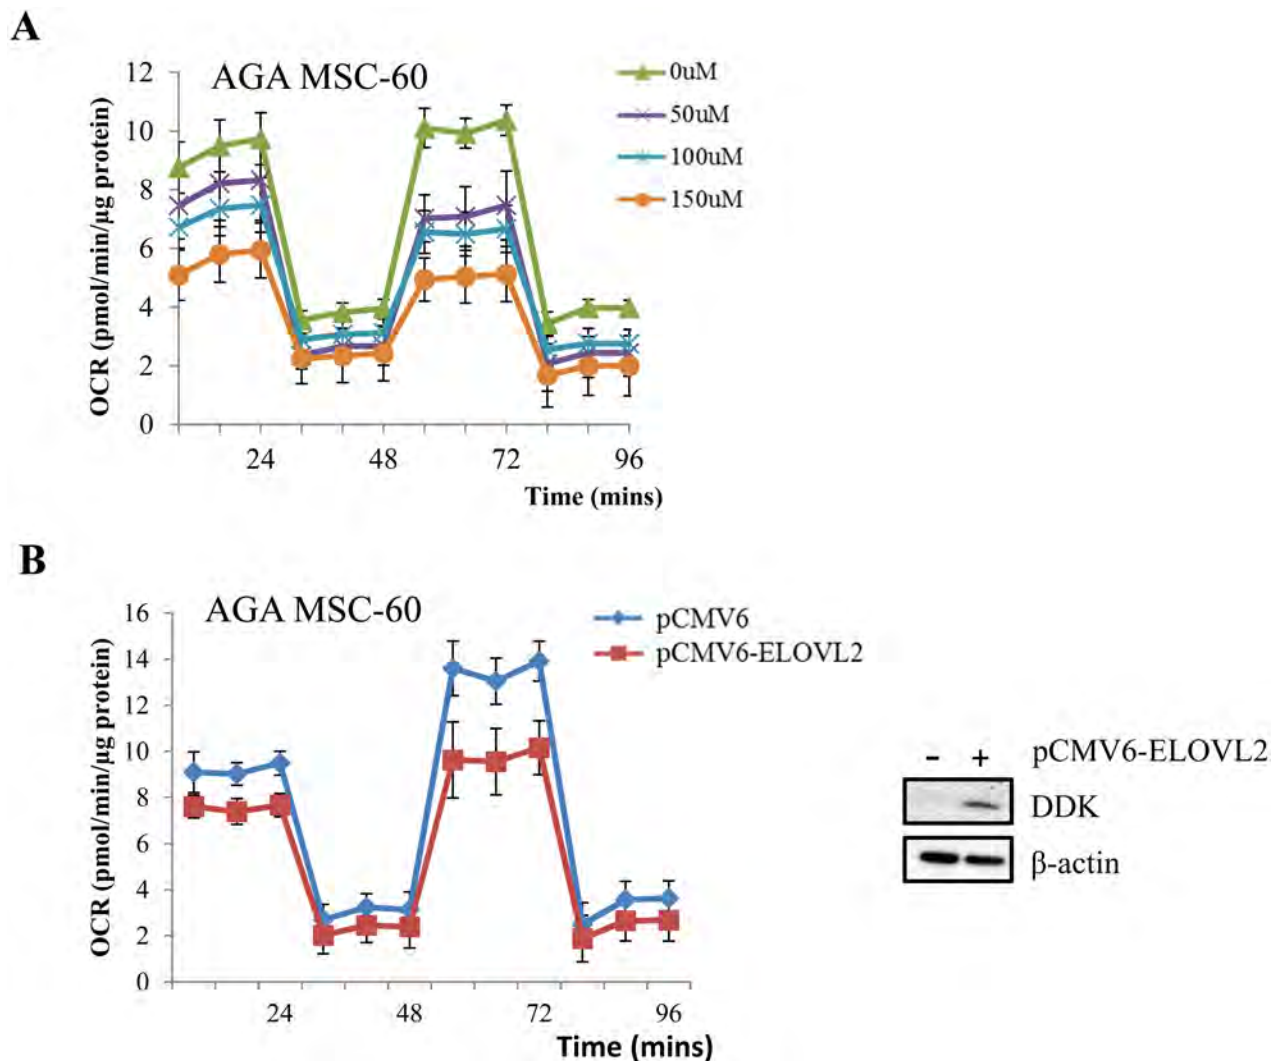 A
AGA MSC-60
OCR (pmol/min/µg protein)
12
10
8
6
4
2
0
24
48
72
96
Time (mins)
0uM
50uM
100uM
150uM
B
AGA MSC-60
OCR (pmol/min/µg protein)
16
14
12
10
8
6
4
2
0
24
48
72
96
Time (mins)
pCMV6
pCMV6-ELOVL2
- + pCMV6-ELOVL2
DDK
β-actin